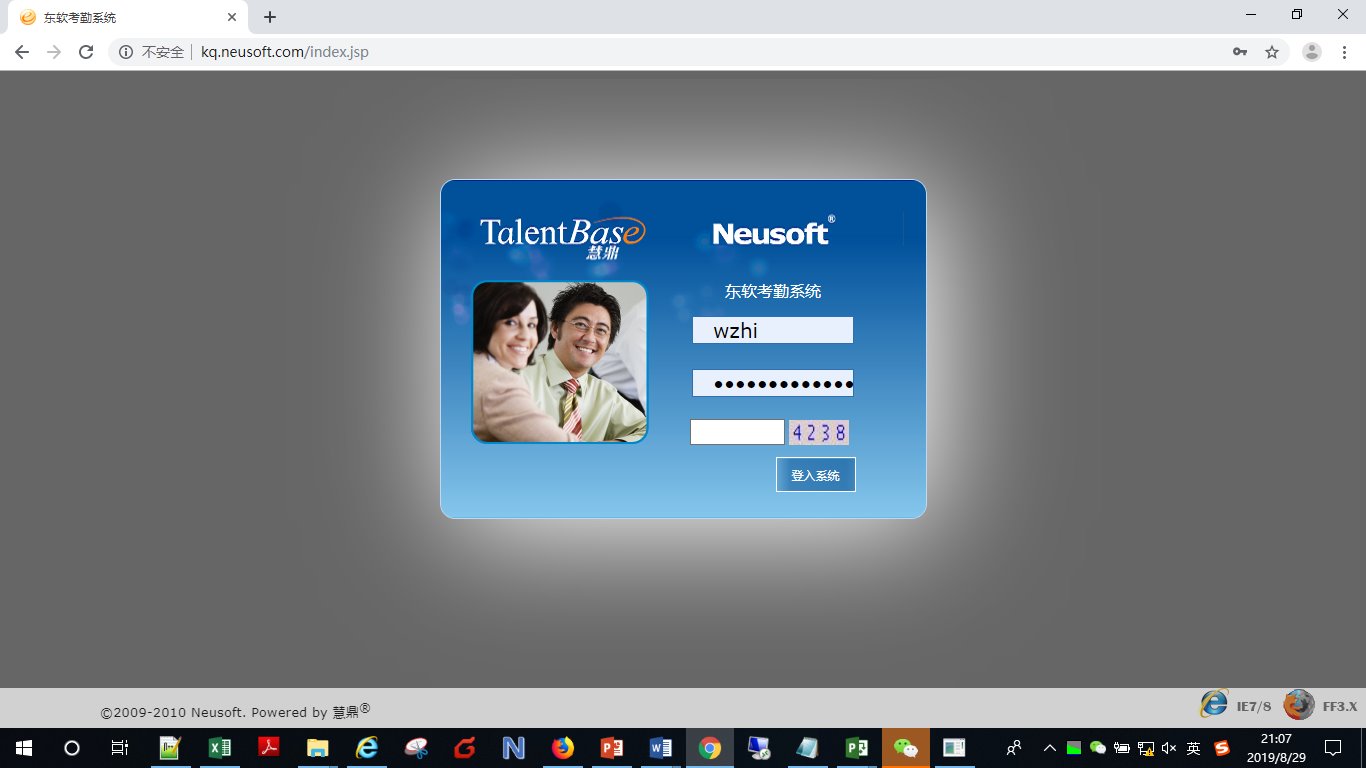 东软考勤系统
不安全 kq.neusoft.com/index.jsp
TalentBase
慧鼎
Neusoft®
东软考勤系统
wzhi
•••••••••••••
4238
登入系统
©2009-2010 Neusoft. Powered by 慧鼎®
IE7/8
FF3.X
英
21:07
2019/8/29